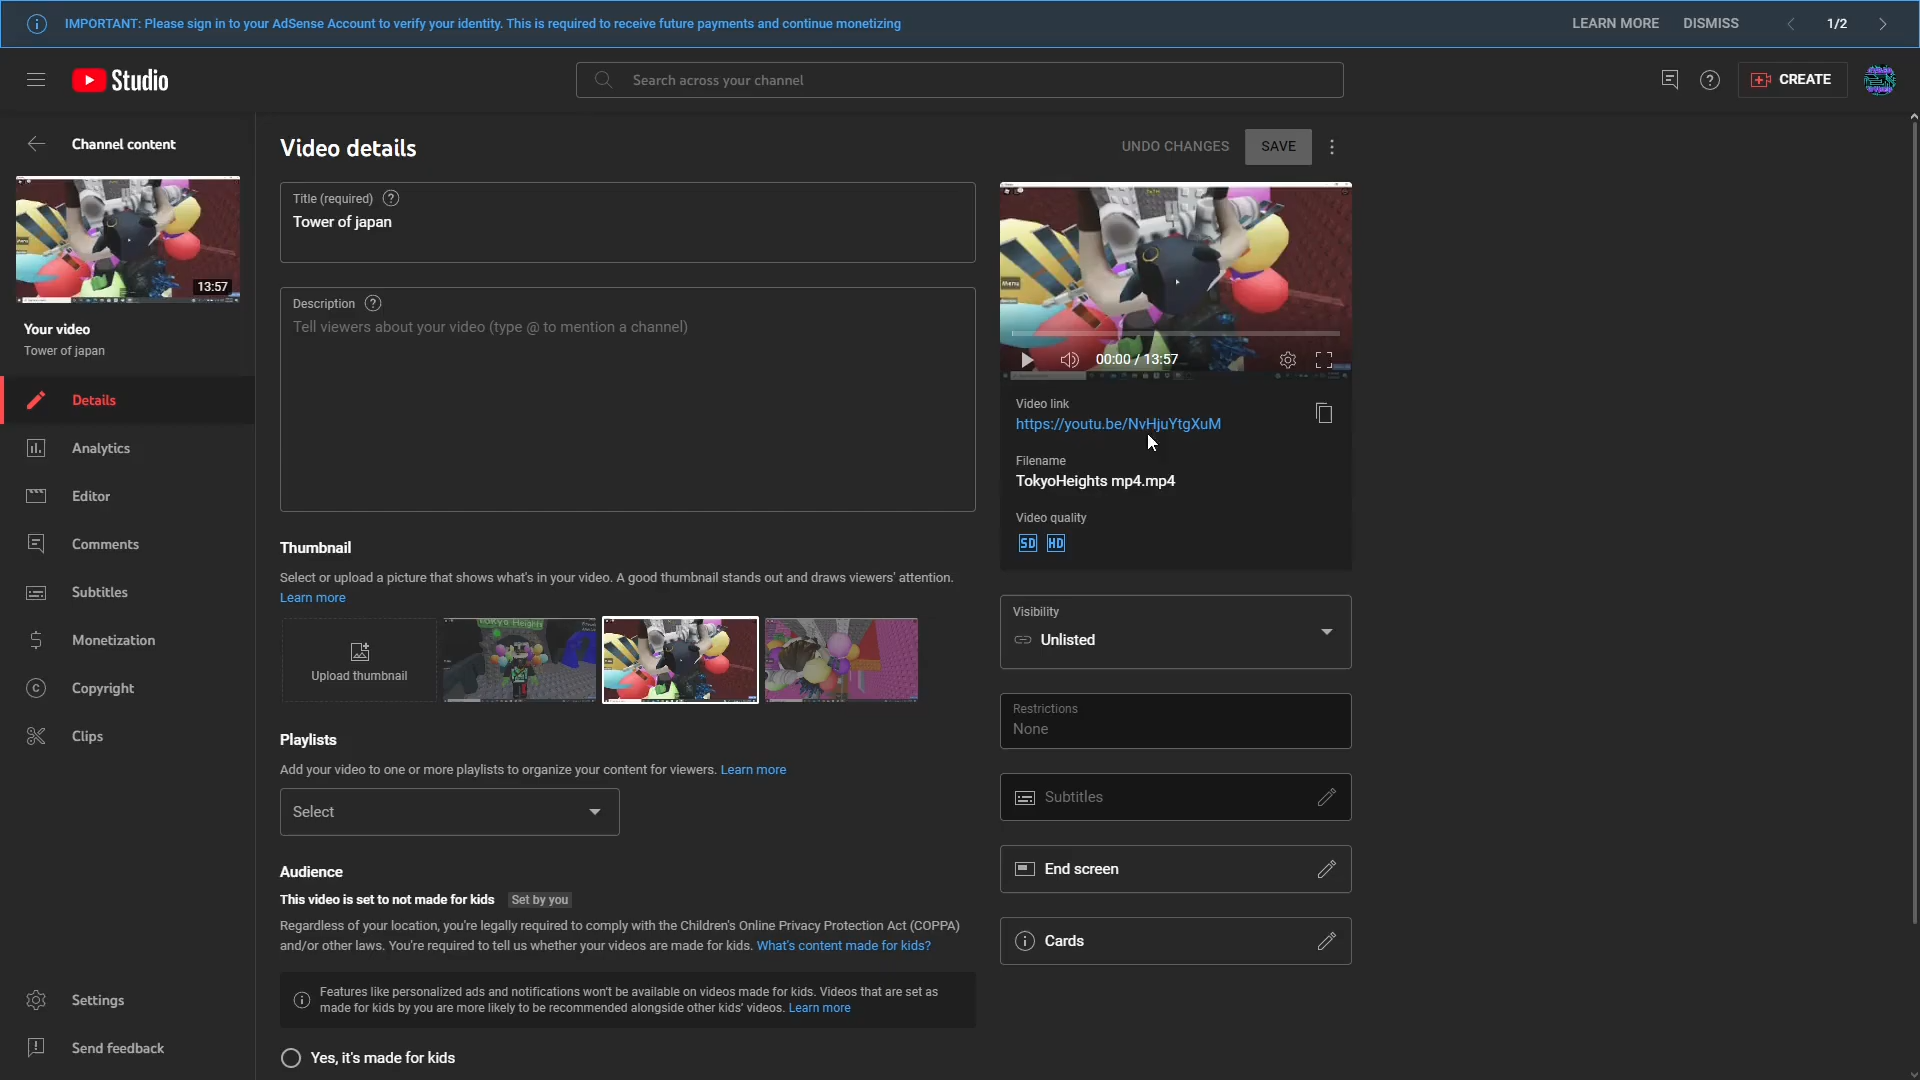 IMPORTANT: Please sign in to your AdSense Account to verify your identity. This is required to receive future payments and continue monetizing
LEARN MORE
DISMISS
1/2
Studio
Search across your channel
CREATE
Channel content
13:57
Your video
Tower of japan
Details
Analytics
Editor
Comments
Subtitles
Monetization
Copyright
Clips
Settings
Send feedback
Video details
UNDO CHANGES
SAVE
Title (required)
Tower of japan
Description
Tell viewers about your video (type @ to mention a channel)
Thumbnail
Select or upload a picture that shows what's in your video. A good thumbnail stands out and draws viewers' attention.
Learn more
Upload thumbnail
Tokyo Heights
Playlists
Add your video to one or more playlists to organize your content for viewers. Learn more
Select
Audience
This video is set to not made for kids
Set by you
Regardless of your location, you're legally required to comply with the Children's Online Privacy Protection Act (COPPA)
and/or other laws. You're required to tell us whether your videos are made for kids. What's content made for kids?
Features like personalized ads and notifications won't be available on videos made for kids. Videos that are set as
made for kids by you are more likely to be recommended alongside other kids' videos. Learn more
Yes, it's made for kids
Menu
00:00 / 13:57
Video link
https://youtu.be/NvHjuYtgXuM
Filename
TokyoHeights mp4.mp4
Video quality
SD HD
Visibility
Unlisted
Restrictions
None
Subtitles
End screen
Cards